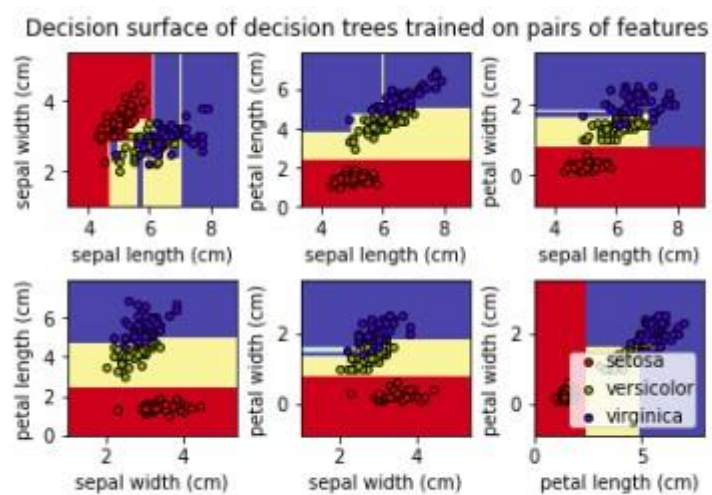 Decision surface of decision trees trained on pairs of features
sepal width (cm)
4
2
4 6 8
sepal length (cm)
petal length (cm)
6
4
2
0
4 6 8
sepal length (cm)
petal width (cm)
2
0
4 6 8
sepal length (cm)
petal length (cm)
6
4
2
0
2 4
sepal width (cm)
petal width (cm)
2
0
2 4
sepal width (cm)
petal width (cm)
2
0
setosa
versicolor
virginica
0 5
petal length (cm)